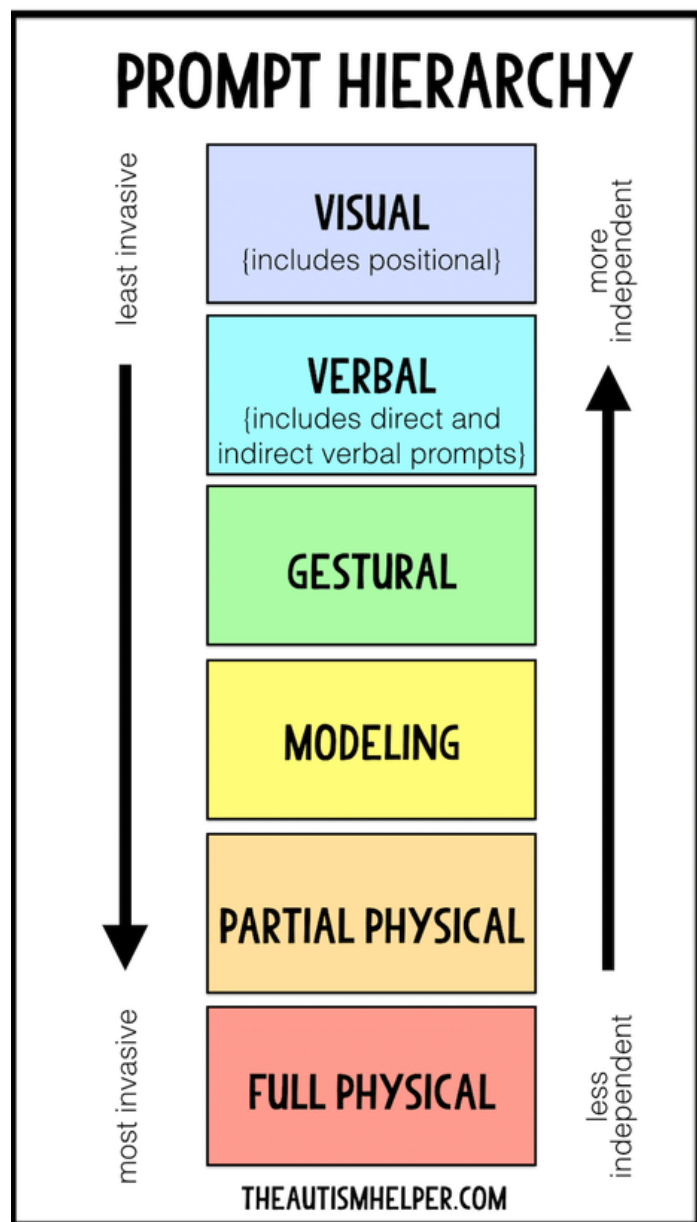 PROMPT HIERARCHY
least invasive
more
independent
VISUAL
{includes positional}
VERBAL
{includes direct and
indirect verbal prompts}
GESTURAL
MODELING
PARTIAL PHYSICAL
FULL PHYSICAL
most invasive
less
independent
THEAUTISMHELPER.COM